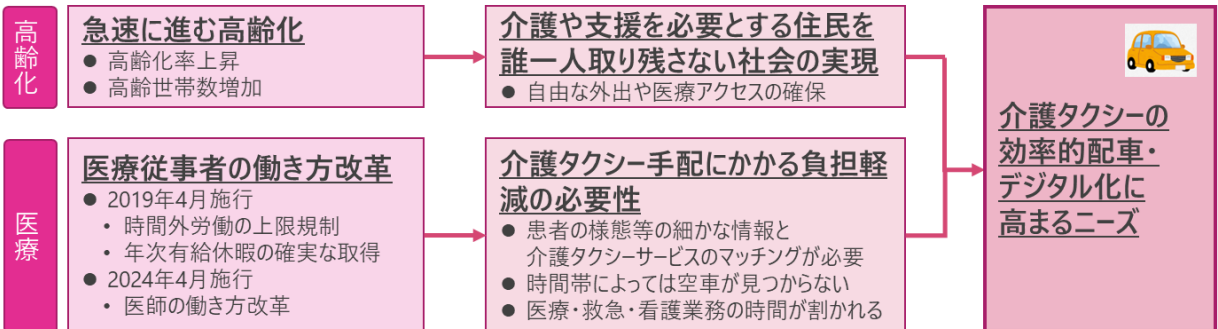 高齢化
急速に進む高齢化
● 高齢化率上昇
● 高齢世帯数増加
介護や支援を必要とする住民を
誰一人取り残さない社会の実現
● 自由な外出や医療アクセスの確保
医療
医療従事者の働き方改革
● 2019年4月施行
• 時間外労働の上限規制
• 年次有給休暇の確実な取得
● 2024年4月施行
• 医師の働き方改革
介護タクシー手配にかかる負担軽
減の必要性
● 患者の様態等の細かな情報と
介護タクシーサービスのマッチングが必要
● 時間帯によっては空車が見つからない
● 医療・救急・看護業務の時間が割かれる
介護タクシーの
効率的配車・
デジタル化に
高まるニーズ